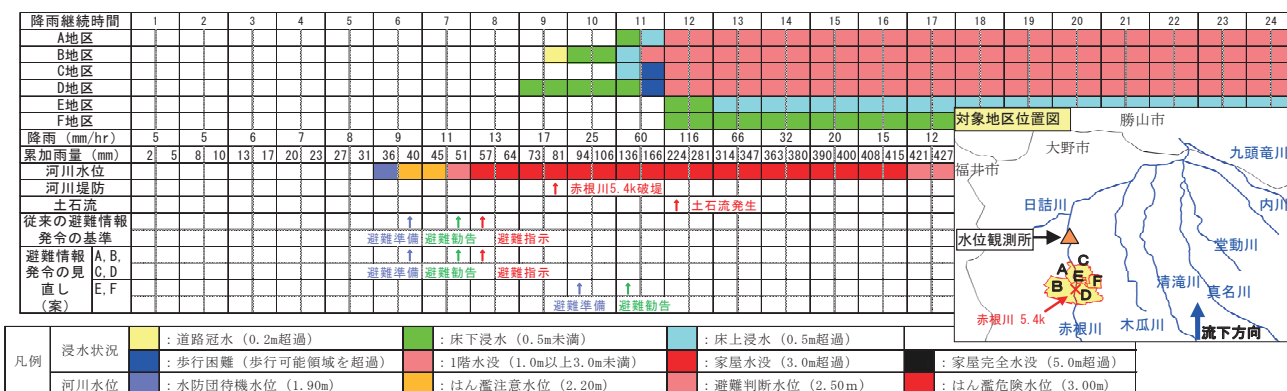 降雨継続時間 1 2 3 4 5 6 7 8 9 10 11 12 13 14 15 16 17 18 19 20 21 22 23 24
A地区
B地区
C地区
D地区
E地区
F地区
降雨 (mm/hr) 5 5 6 7 8 9 11 13 17 25 60 116 66 32 20 15 12
累加雨量 (mm) 2 5 8 10 13 17 20 23 27 31 36 40 45 51 57 64 73 81 94 106 136 166 224 281 314 347 363 380 390 400 408 415 421 427
河川水位
河川堤防 ↑ 赤根川5.4k破堤
土石流 ↑ 土石流発生
従来の避難情報 ↑ ↑ ↑
発令の基準 避難準備 避難勧告 避難指示
避難情報 A,B, ↑ ↑ ↑
発令の見 C,D 避難準備 避難勧告 避難指示
直し E,F ↑ ↑
(案) 避難準備 避難勧告
対象地区位置図
勝山市
大野市
福井市
九頭竜川
内川
日詰川
水位観測所
堂動川
A C
E F
B D
清滝川
真名川
赤根川 5.4k
赤根川
木瓜川
流下方向
凡例 浸水状況 : 道路冠水 (0.2m超過) : 床下浸水 (0.5m未満) : 床上浸水 (0.5m超過)
: 歩行困難 (歩行可能領域を超過) : 1階水没 (1.0m以上3.0m未満) : 家屋水没 (3.0m超過) : 家屋完全水没 (5.0m超過)
河川水位 : 水防団待機水位 (1.90m) : はん濫注意水位 (2.20m) : 避難判断水位 (2.50m) : はん濫危険水位 (3.00m)